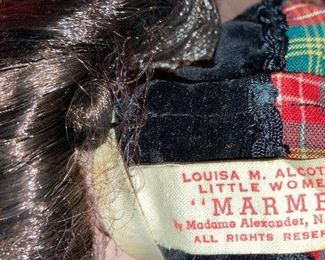 LOUISA M. ALCOT
LITTLE WOME
"MARME
by Madame Alexander, N.
ALL RIGHTS RESER